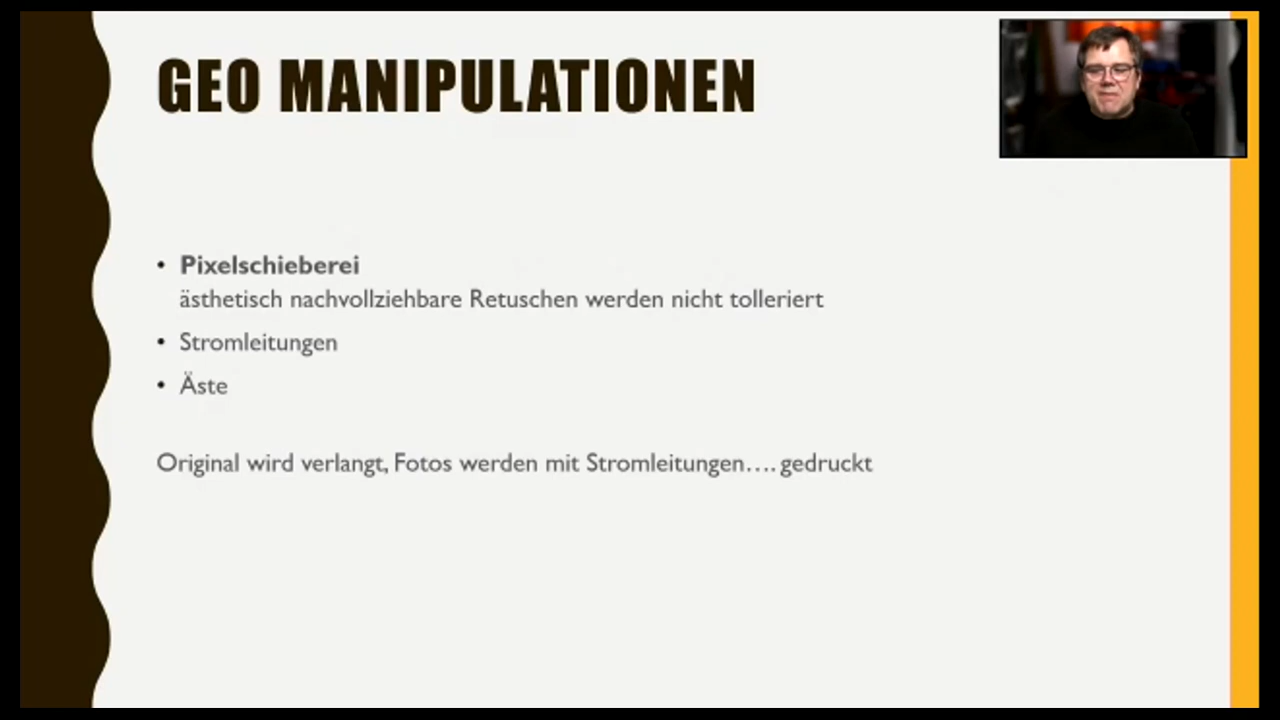 GEO MANIPULATIONEN
• Pixelschieberei
ästhetisch nachvollziehbare Retuschen werden nicht tolleriert
• Stromleitungen
• Äste
Original wird verlangt, Fotos werden mit Stromleitungen…. gedruckt